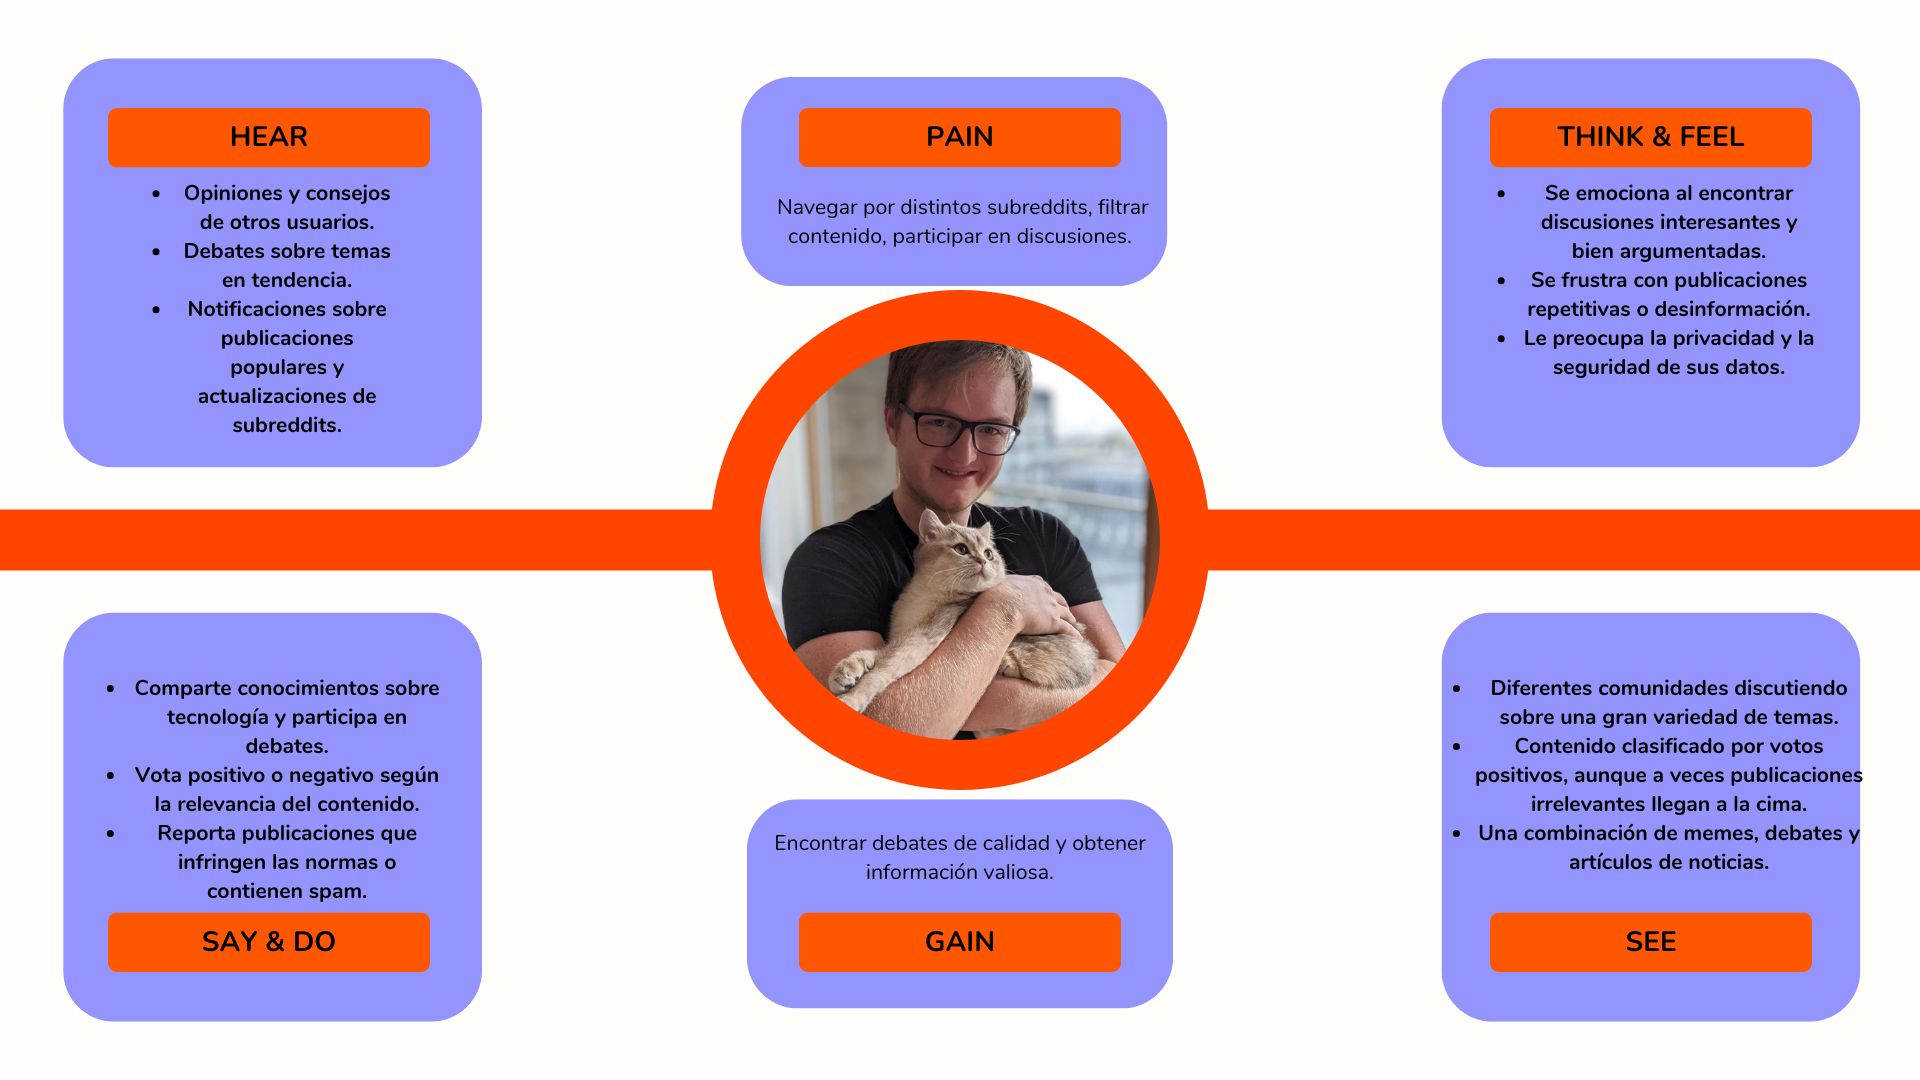 HEAR
• Opiniones y consejos
de otros usuarios.
• Debates sobre temas
en tendencia.
• Notificaciones sobre
publicaciones
populares y
actualizaciones de
subreddits.
PAIN
Navegar por distintos subreddits, filtrar
contenido, participar en discusiones.
THINK & FEEL
• Se emociona al encontrar
discusiones interesantes y
bien argumentadas.
• Se frustra con publicaciones
repetitivas o desinformación.
• Le preocupa la privacidad y la
seguridad de sus datos.
• Comparte conocimientos sobre
tecnología y participa en
debates.
• Vota positivo o negativo según
la relevancia del contenido.
• Reporta publicaciones que
infringen las normas o
contienen spam.
SAY & DO
Encontrar debates de calidad y obtener
información valiosa.
GAIN
• Diferentes comunidades discutiendo
sobre una gran variedad de temas.
• Contenido clasificado por votos
positivos, aunque a veces publicaciones
irrelevantes llegan a la cima.
• Una combinación de memes, debates y
artículos de noticias.
SEE